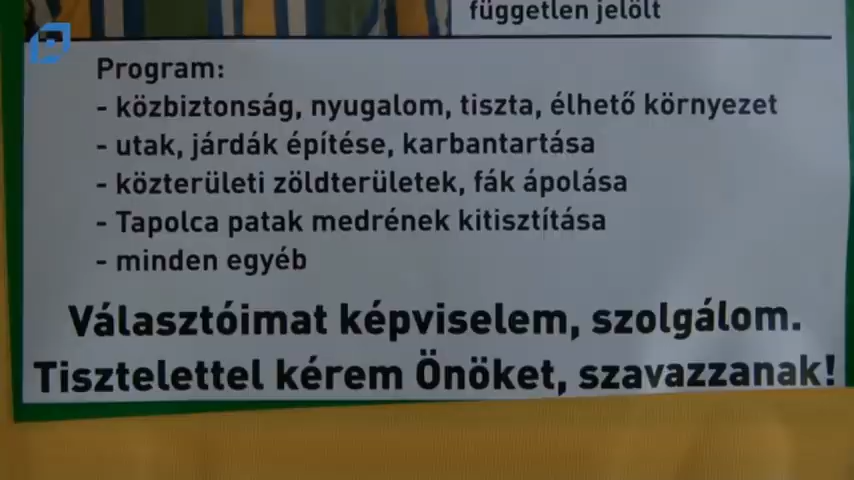 független jelölt
Program:
- közbiztonság, nyugalom, tiszta, élhető környezet
- utak, járdák építése, karbantartása
- közterületi zöldterületek, fák ápolása
- Tapolca patak medrének kitisztítása
- minden egyéb
Választóimat képviselem, szolgálom.
Tisztelettel kérem Önöket, szavazzanak!